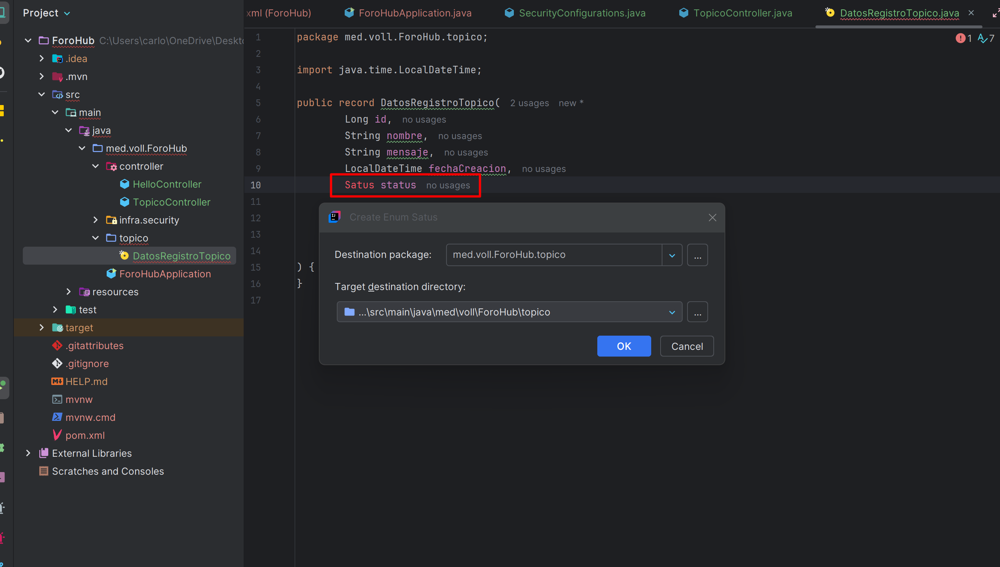 Project
ForoHub C:\Users\carlo\OneDrive\Deskto
.idea
.mvn
src
main
java
med.voll.ForoHub
controller
HelloController
TopicoController
infra.security
topico
DatosRegistroTopico
ForoHubApplication
resources
test
target
.gitattributes
.gitignore
HELP.md
mvnw
mvnw.cmd
pom.xml
External Libraries
Scratches and Consoles
xml (ForoHub) ForoHubApplication.java SecurityConfigurations.java TopicoController.java DatosRegistroTopico.java
1 7
1 package med.voll.ForoHub.topico;
2
3 import java.time.LocalDateTime;
4
5 public record DatosRegistroTopico( 2 usages new *
6 Long id, no usages
7 String nombre, no usages
8 String mensaje, no usages
9 LocalDateTime fechaCreacion, no usages
10 Satus status no usages
11
12
13
14
15 ) {
16 }
17
Create Enum Satus
Destination package: med.voll.ForoHub.topico ...
Target destination directory:
...\src\main\java\med\voll\ForoHub\topico ...
OK Cancel